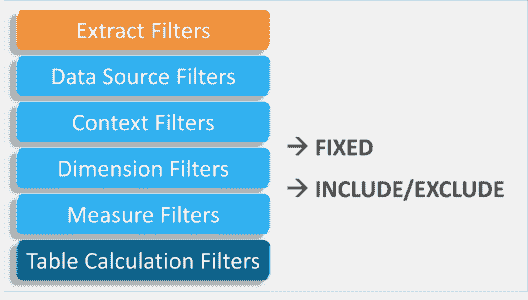 Extract Filters
Data Source Filters
Context Filters
Dimension Filters
Measure Filters
Table Calculation Filters
→ FIXED
→ INCLUDE/EXCLUDE